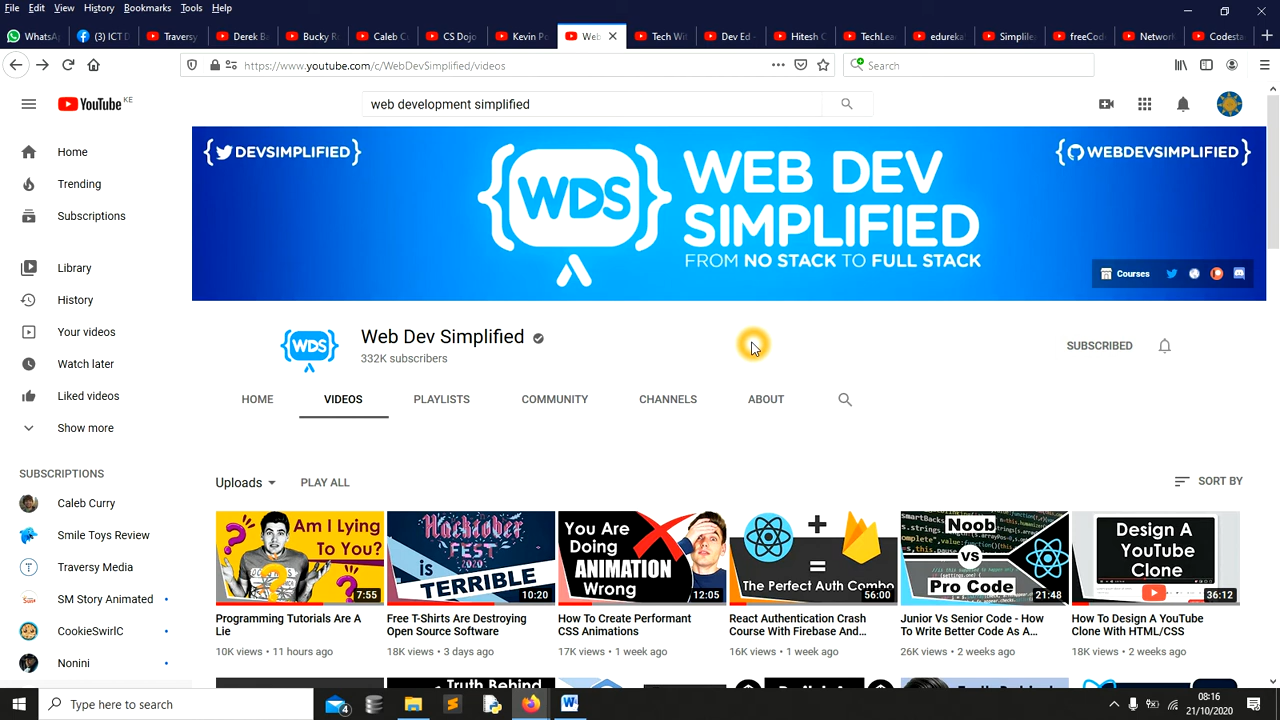 File Edit View History Bookmarks Tools Help
WhatsA
(3) ICT D
Traversy
Derek Ba
Bucky Ro
Caleb Cu
CS Dojo
Kevin Po
Web
Tech Wit
Dev Ed -
Hitesh C
TechLea
edureka!
Simplilea
freeCode
Network
Codesta
https://www.youtube.com/c/WebDevSimplified/videos
Search
YouTube KE
web development simplified
Home
Trending
Subscriptions
Library
History
Your videos
Watch later
Liked videos
Show more
SUBSCRIPTIONS
Caleb Curry
Smile Toys Review
Traversy Media
SM Story Animated
CookieSwirlC
Nonini
{ DEVSIMPLIFIED}
{WDS}
WEB DEV
SIMPLIFIED
FROM NO STACK TO FULL STACK
{ WEBDEVSIMPLIFIED}
Courses
{WDS}
Web Dev Simplified
332K subscribers
SUBSCRIBED
HOME VIDEOS PLAYLISTS COMMUNITY CHANNELS ABOUT
Uploads PLAY ALL SORT BY
Am I Lying
To You?
7:55
Programming Tutorials Are A
Lie
10K views • 11 hours ago
Hacktober
FEST
2020
is
TERRIBLE
10:20
Free T-Shirts Are Destroying
Open Source Software
18K views • 3 days ago
You Are
Doing
ANIMATION
Wrong
12:05
How To Create Performant
CSS Animations
17K views • 1 week ago
+
=
The Perfect Auth Combo
56:00
React Authentication Crash
Course With Firebase And...
16K views • 1 week ago
Noob
vs
Pro Code
21:48
Junior Vs Senior Code - How
To Write Better Code As A...
26K views • 2 weeks ago
Design A
YouTube
Clone
36:12
How To Design A YouTube
Clone With HTML/CSS
18K views • 2 weeks ago
Truth Behind
Type here to search
4
08:16
21/10/2020